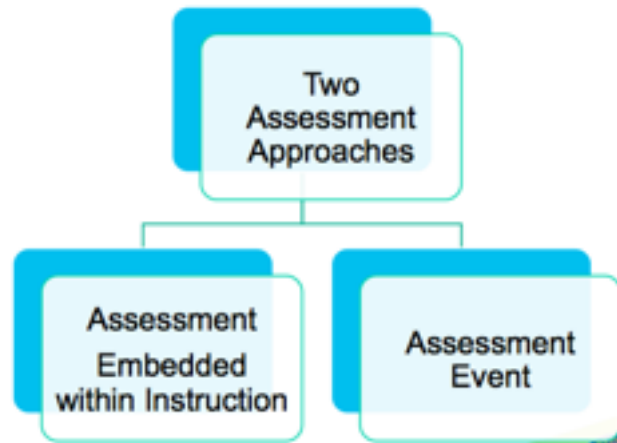 Two
Assessment
Approaches
Assessment
Embedded
within Instruction
Assessment
Event